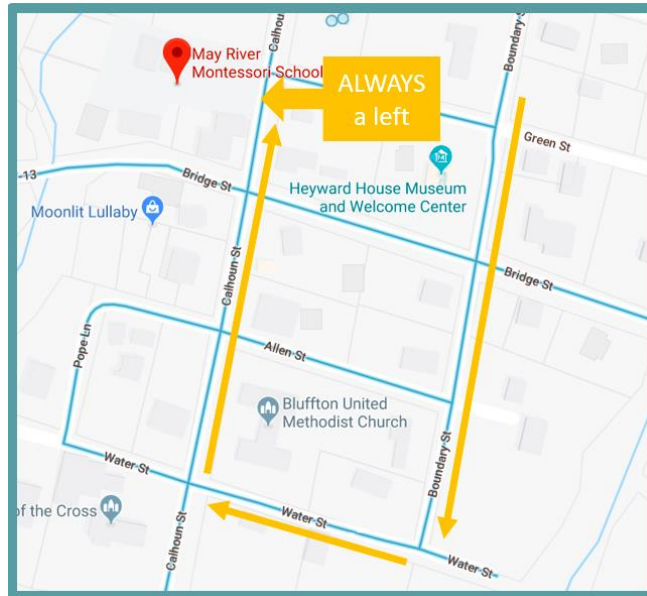 May River
Montessori School
Calhoun St
Boundary St
ALWAYS
a left
Green St
-13
Bridge St
Heyward House Museum
and Welcome Center
Moonlit Lullaby
Calhoun St
Bridge St
Pope Ln
Allen St
Bluffton United
Methodist Church
Boundary St
Water St
of the Cross
Water St
Calhoun St
Water St